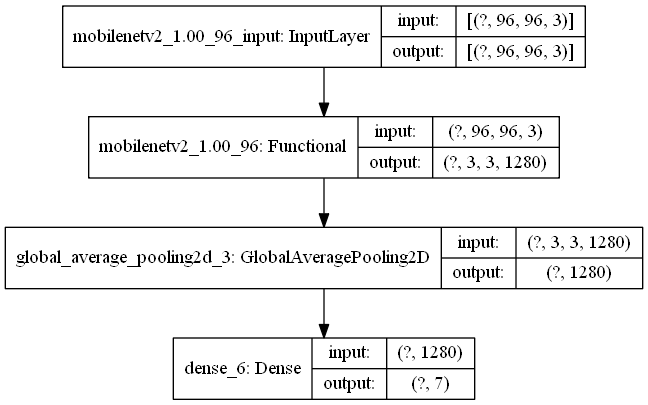 mobilenetv2_1.00_96_input: InputLayer
input: [(?, 96, 96, 3)]
output: [(?, 96, 96, 3)]
mobilenetv2_1.00_96: Functional
input: (?, 96, 96, 3)
output: (?, 3, 3, 1280)
global_average_pooling2d_3: GlobalAveragePooling2D
input: (?, 3, 3, 1280)
output: (?, 1280)
dense_6: Dense
input: (?, 1280)
output: (?, 7)